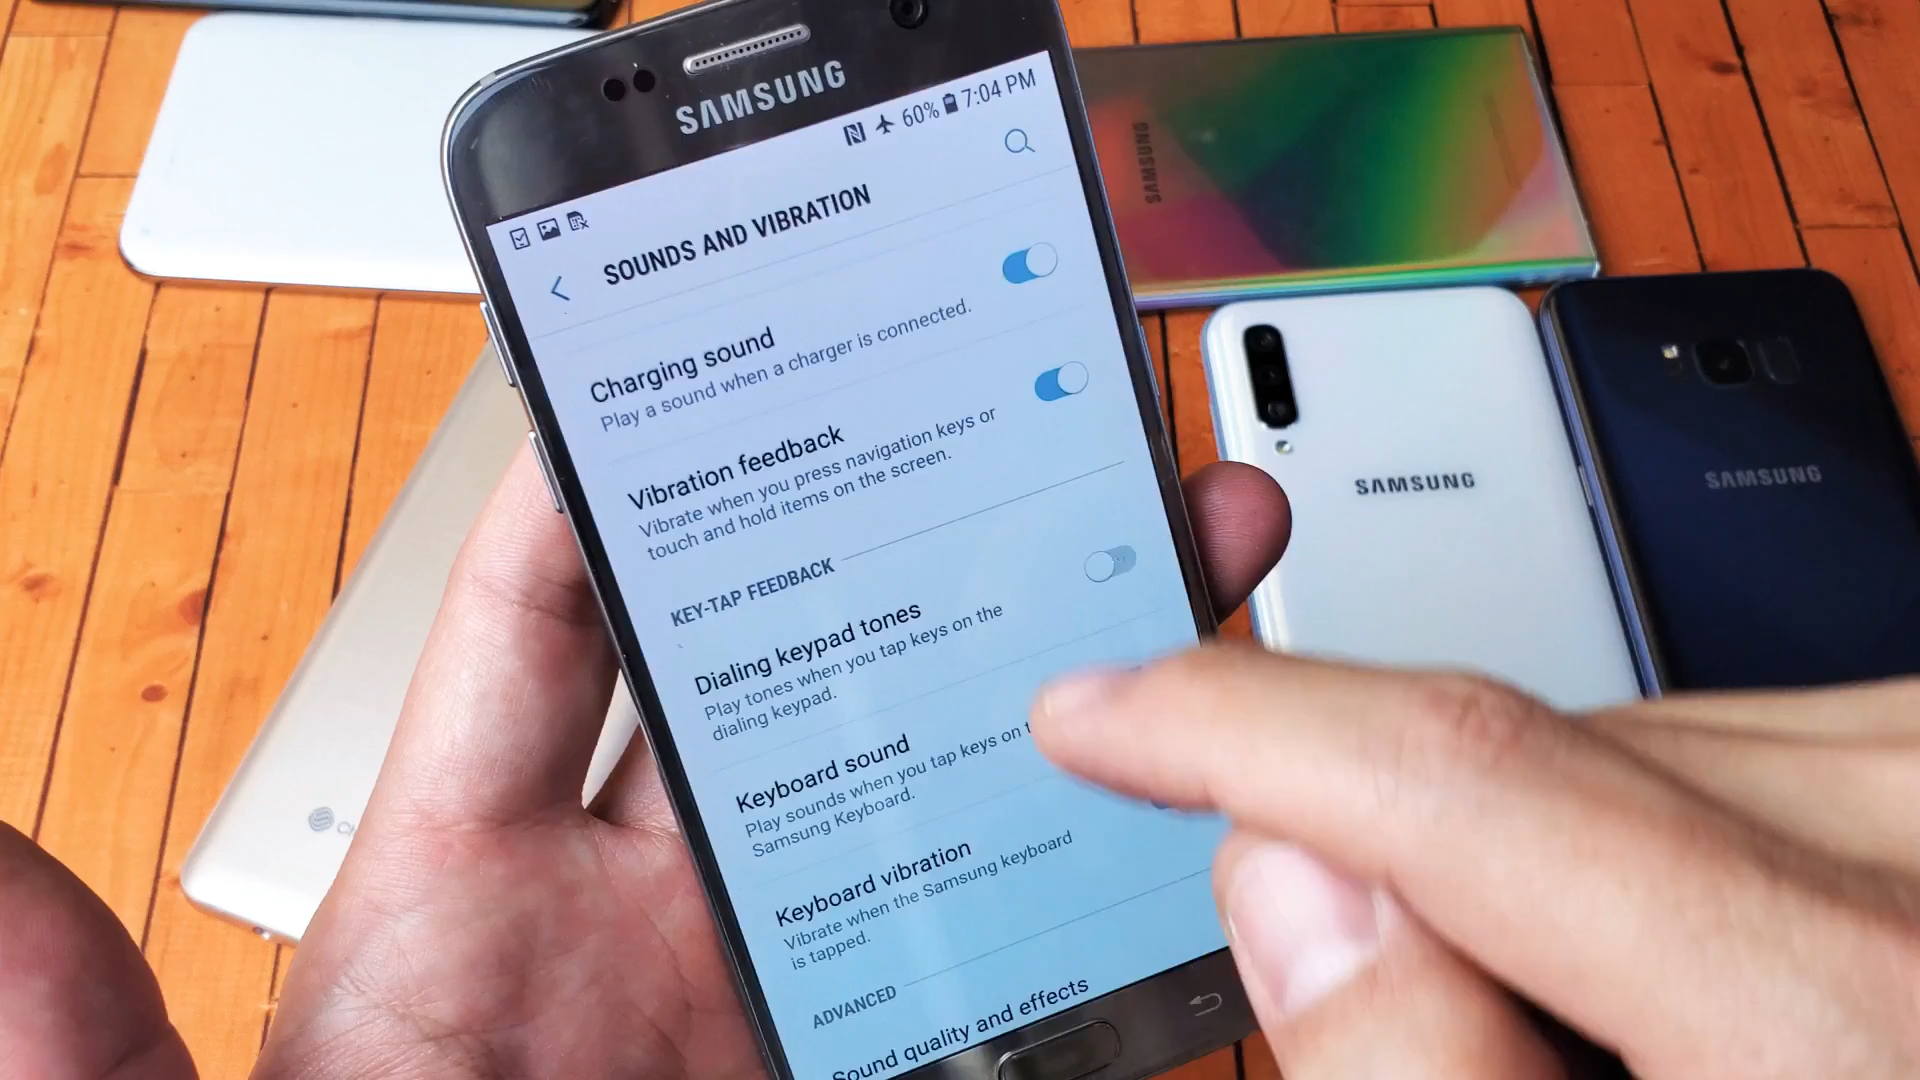 SAMSUNG
60% 7:04 PM
SOUNDS AND VIBRATION
Charging sound
Play a sound when a charger is connected.
Vibration feedback
Vibrate when you press navigation keys or
touch and hold items on the screen.
KEY-TAP FEEDBACK
Dialing keypad tones
Play tones when you tap keys on the
dialing keypad.
Keyboard sound
Play sounds when you tap keys on
Samsung Keyboard.
Keyboard vibration
Vibrate when the Samsung keyboard
is tapped.
ADVANCED
Sound quality and effects
SAMSUNG
SAMSUNG
SAMSUNG